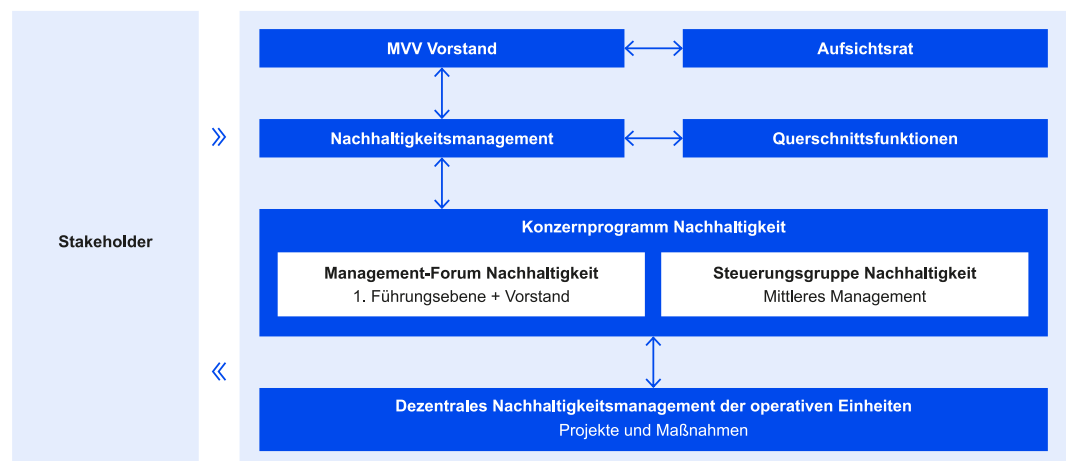 Stakeholder
MVV Vorstand
Aufsichtsrat
Nachhaltigkeitsmanagement
Querschnittsfunktionen
Konzernprogramm Nachhaltigkeit
Management-Forum Nachhaltigkeit
1. Führungsebene + Vorstand
Steuerungsgruppe Nachhaltigkeit
Mittleres Management
Dezentrales Nachhaltigkeitsmanagement der operativen Einheiten
Projekte und Maßnahmen